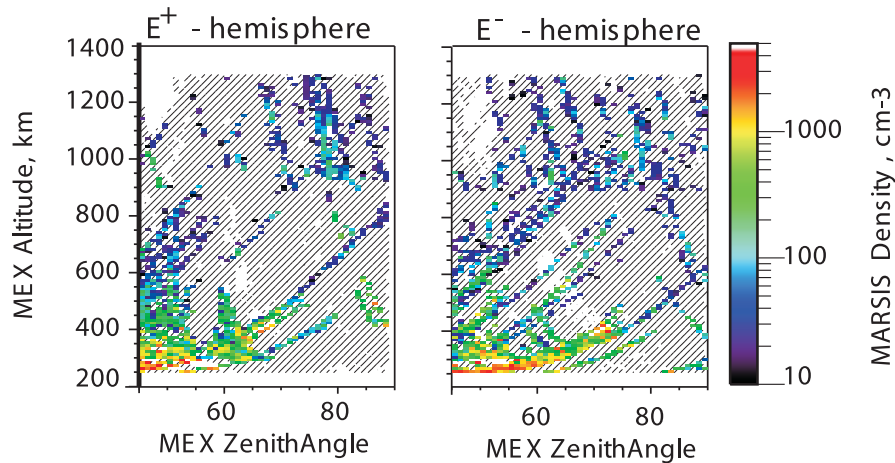 E+ - hemisphere
E- - hemisphere
1400
1200
1000
800
600
400
200
MEX Altitude, km
60
80
MEX ZenithAngle
60
80
MEX ZenithAngle
1000
100
10
MARSIS Density , cm-3